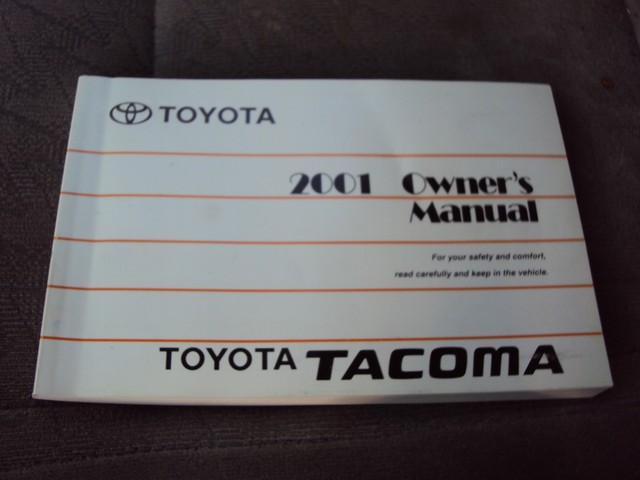 TOYOTA
2001 Owner's
Manual
For your safety and comfort,
read carefully and keep in the vehicle.
TOYOTA TACOMA